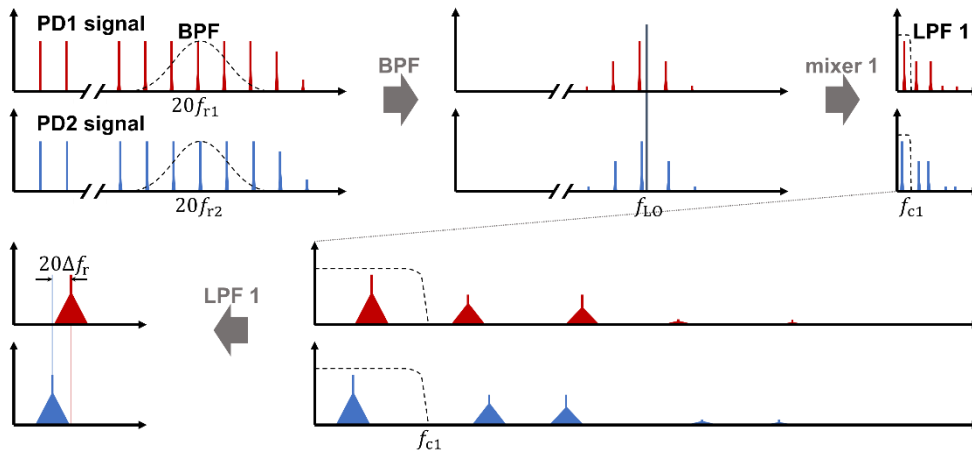 PD1 signal
BPF
20f_r1
BPF
mixer 1
LPF 1
PD2 signal
20f_r2
f_LO
f_c1
20Δf_r
LPF 1
f_c1